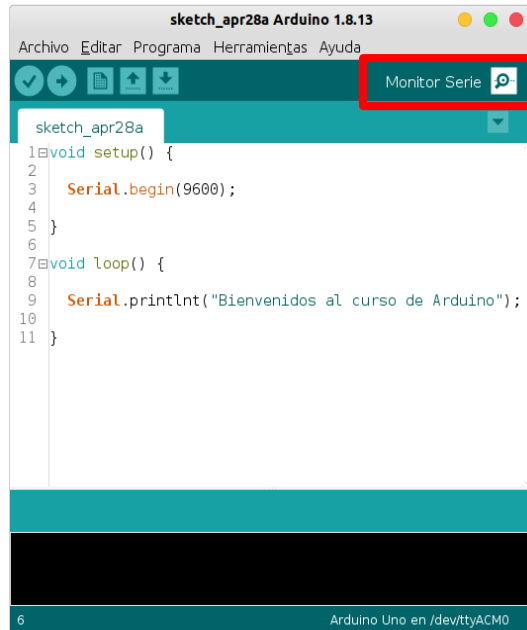 sketch_apr28a Arduino 1.8.13
Archivo Editar Programa Herramientas Ayuda
Monitor Serie
sketch_apr28a
1 void setup() {
2
3 Serial.begin(9600);
4
5 }
6
7 void loop() {
8
9 Serial.printlnt("Bienvenidos al curso de Arduino");
10
11 }
6 Arduino Uno en /dev/ttyACM0